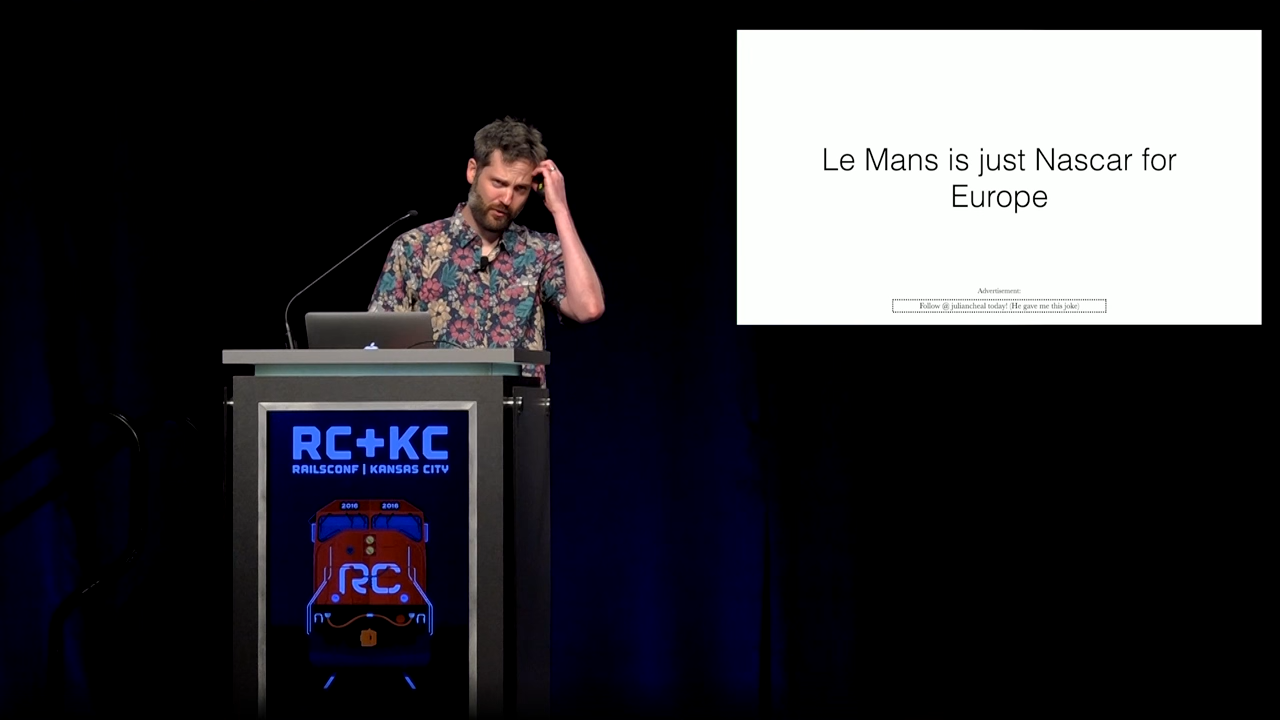 Le Mans is just Nascar for
Europe
Advertisement:
Follow @ juliancheal today! (He gave me this joke)
RC+KC
RAILSCONF | KANSAS CITY
2016 2016
RC